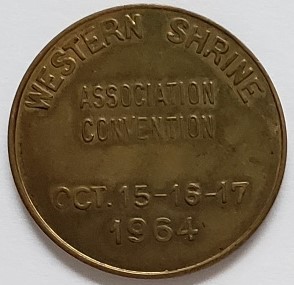 WESTERN SHRINE
ASSOCIATION
CONVENTION
OCT. 15-16-17
1964